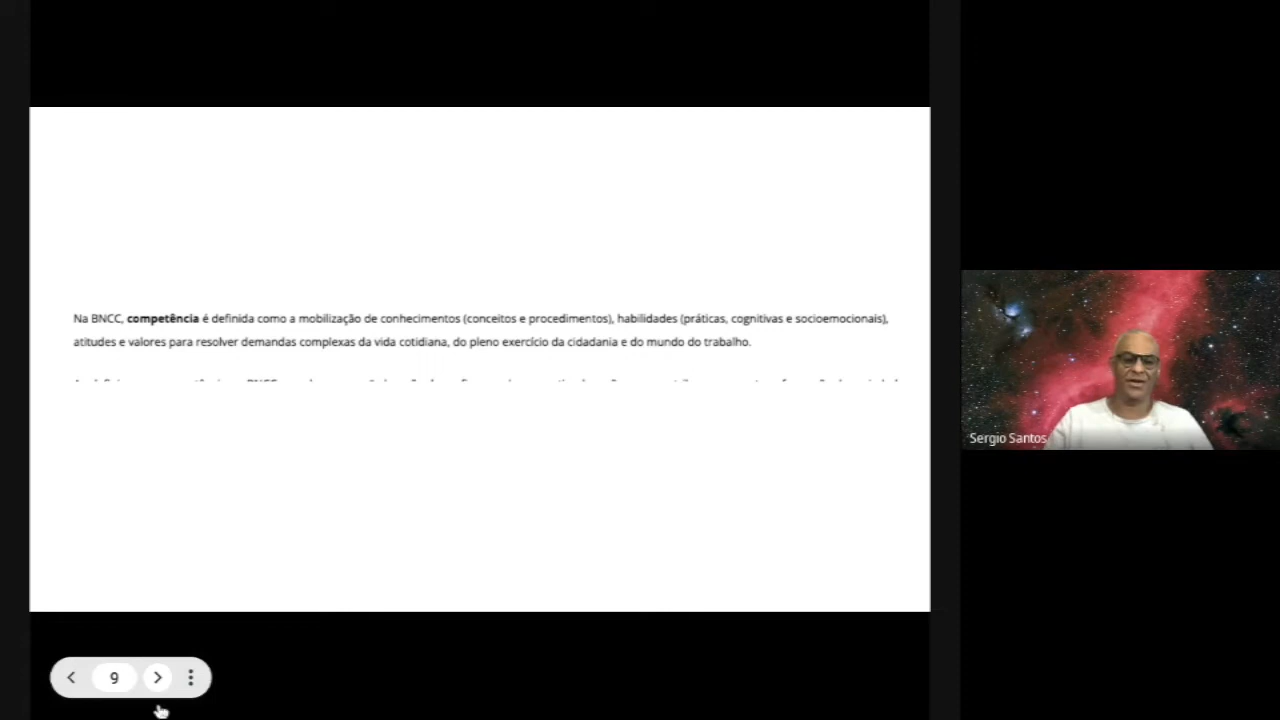 Na BNCC, competência é definida como a mobilização de conhecimentos (conceitos e procedimentos), habilidades (práticas, cognitivas e socioemocionais),
atitudes e valores para resolver demandas complexas da vida cotidiana, do pleno exercício da cidadania e do mundo do trabalho.
Sergio Santos
9